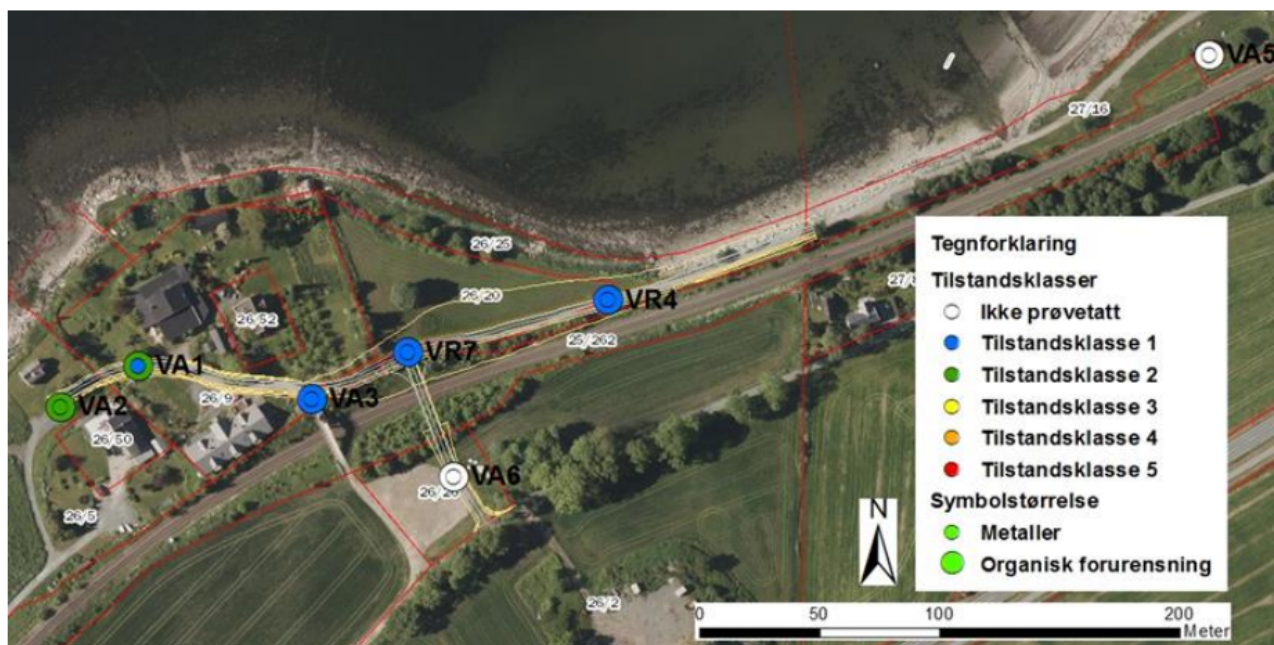 VA5
27/16
26/25
26/20
VR4
25/262
26/52
VR7
VA1
26/9
VA3
VA2
26/50
26/5
VA6
26/2
Tegnforklaring
Tilstandsklasser
Ikke prøvetatt
Tilstandsklasse 1
Tilstandsklasse 2
Tilstandsklasse 3
Tilstandsklasse 4
Tilstandsklasse 5
Symbolstørrelse
Metaller
Organisk forurensning
N
0 50 100 200
Meter